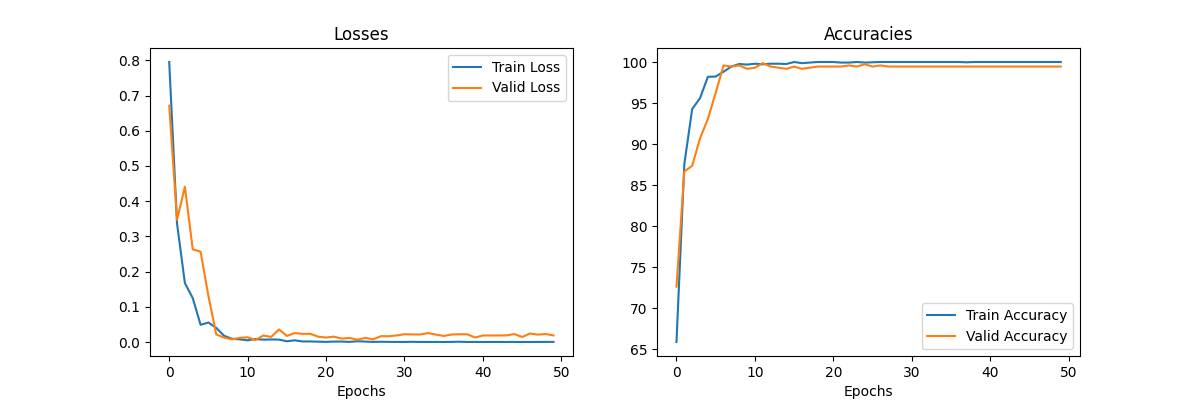 Losses
0.8
0.7
0.6
0.5
0.4
0.3
0.2
0.1
0.0
0 10 20 30 40 50
Epochs
Train Loss
Valid Loss
Accuracies
100
95
90
85
80
75
70
65
0 10 20 30 40 50
Epochs
Train Accuracy
Valid Accuracy